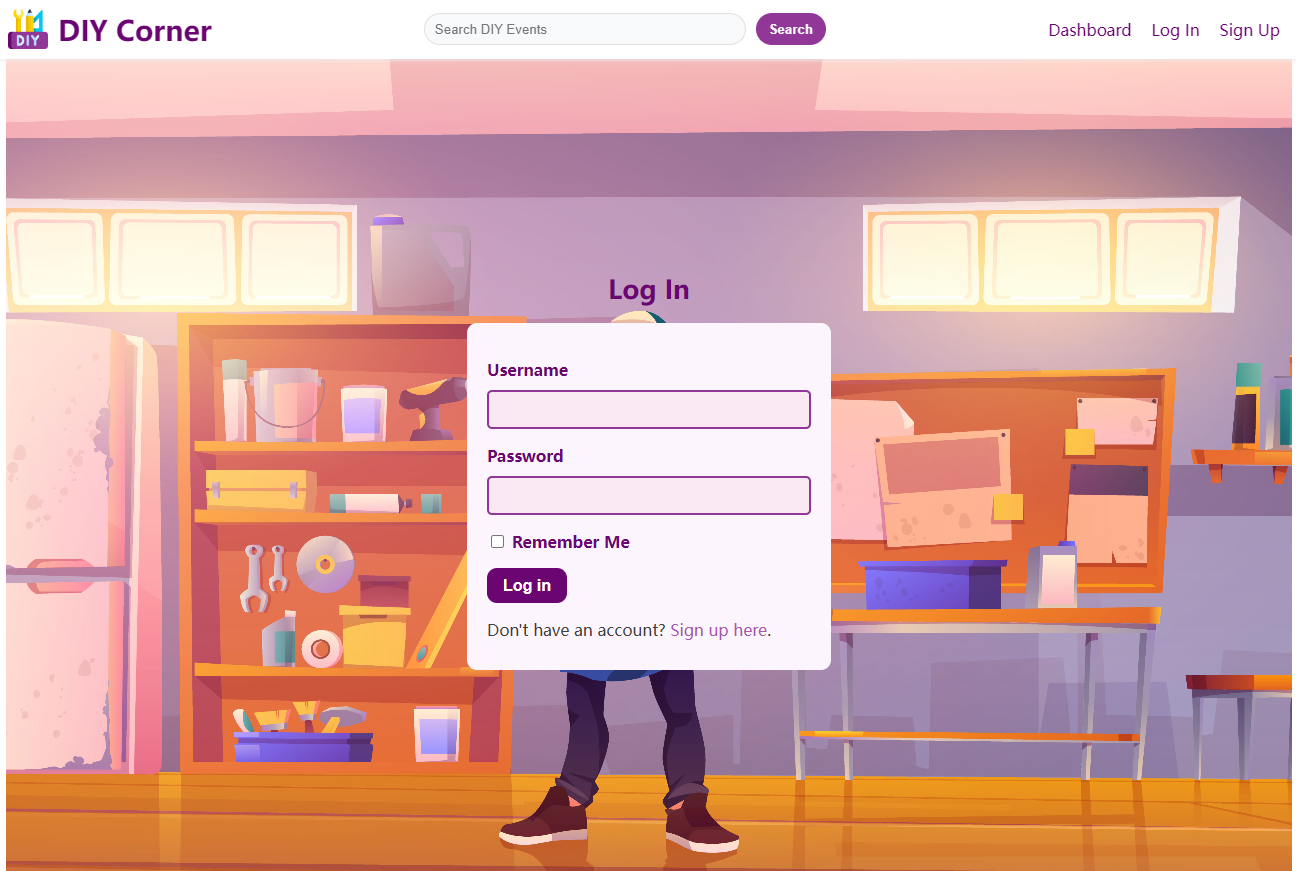 DIY
DIY Corner
Search DIY Events
Search
Dashboard
Log In
Sign Up
Log In
Username
Password
Remember Me
Log in
Don't have an account? Sign up here.